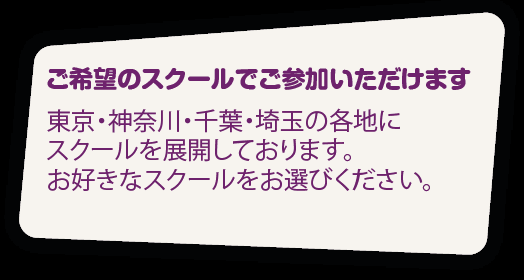 ご希望のスクールでご参加いただけます
東京・神奈川・千葉・埼玉の各地に
スクールを展開しております。
お好きなスクールをお選びください。